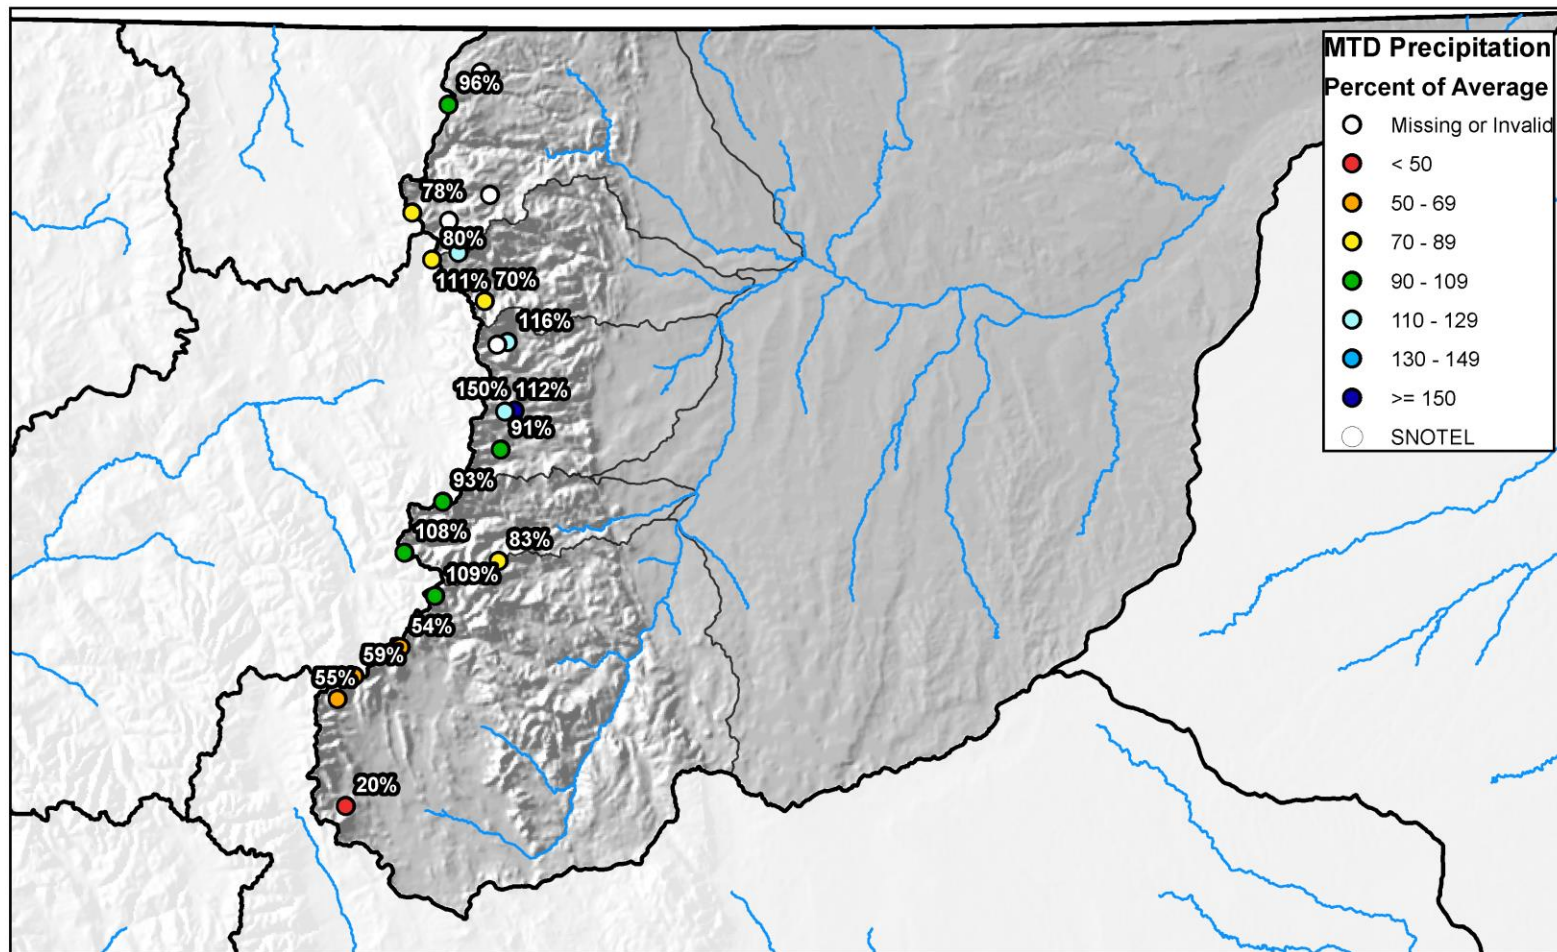 MTD Precipitation
Percent of Average
Missing or Invalid
< 50
50 - 69
70 - 89
90 - 109
110 - 129
130 - 149
>= 150
SNOTEL
96%
78%
80%
111% 70%
116%
150% 112%
91%
93%
108%
83%
109%
54%
59%
55%
20%